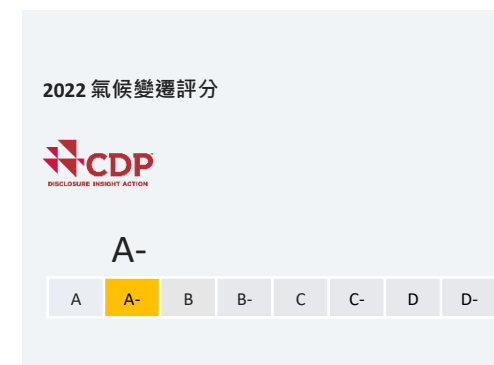 2022 氣候變遷評分
CDP
DISCLOSURE INSIGHT ACTION
A-
A A- B B- C C- D D-